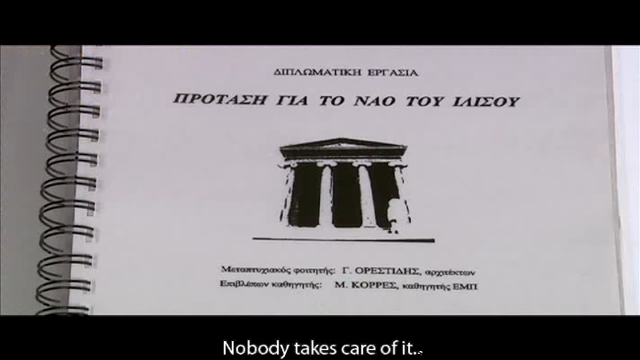 ΔΙΠΛΩΜΑΤΙΚΗ ΕΡΓΑΣΙΑ
ΠΡΟΤΑΣΗ ΓΙΑ ΤΟ ΝΑΟ ΤΟΥ ΙΛΙΣΟΥ
Μεταπτυχιακός φοιτητής: Γ. ΟΡΕΣΤΙΔΗΣ, αρχιτέκτων
Επιβλέπων καθηγητής: Μ. ΚΟΡΡΕΣ, καθηγητής ΕΜΠ
Nobody takes care of it..